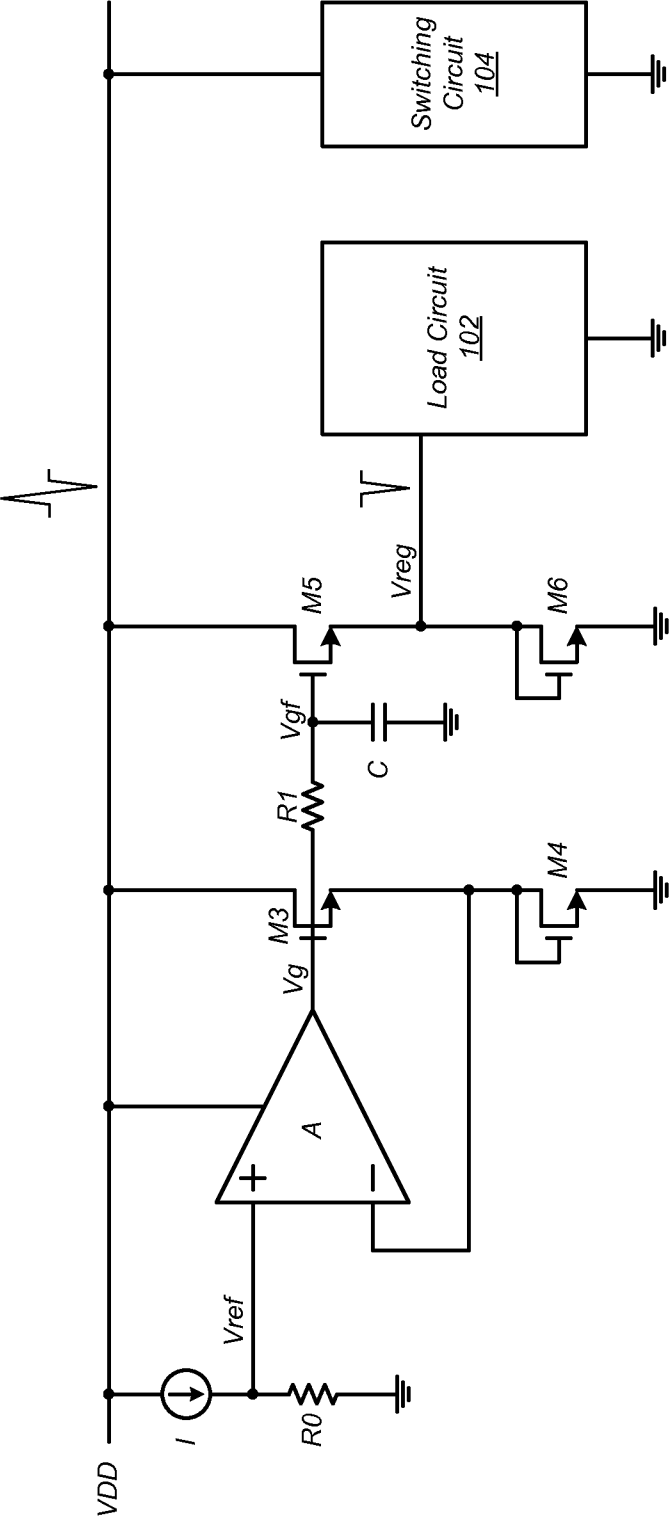 VDD
I
R0
Vref
+
−
A
Vg
M3
M4
R1
Vgf
C
M5
M6
Vreg
Load Circuit
102
Switching
Circuit
104